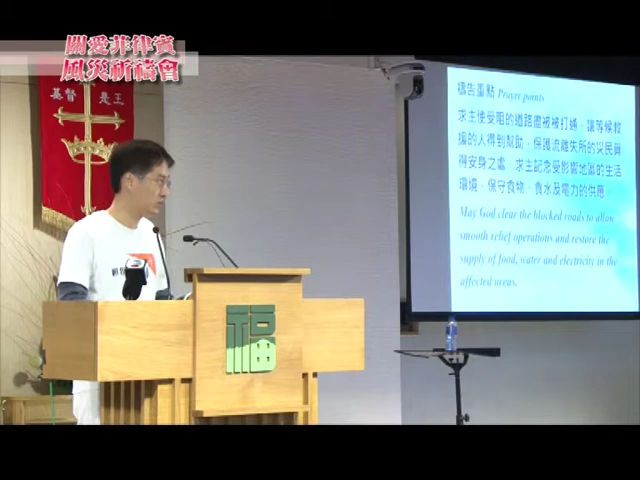 關愛菲律賓
風災祈禱會
王是督基
禱告重點 Prayer points
求主使受阻的道路盡被打通，讓等候救
援的人得到幫助，保護流離失所的災民與
得安身之處，求主記念受影響地區的生活
環境，保守食物、食水及電力的供應。
May God clear the blocked roads to allow
smooth relief operations and restore the
supply of food, water and electricity in the
affected areas.
福